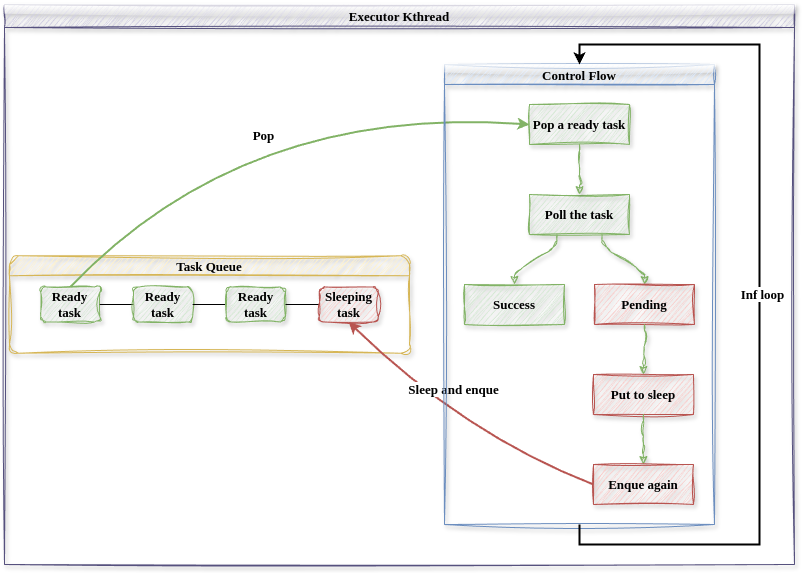 Executor Kthread
Control Flow
Pop a ready task
Pop
Poll the task
Task Queue
Ready
task
Ready
task
Ready
task
Sleeping
task
Success
Pending
Inf loop
Sleep and enque
Put to sleep
Enque again